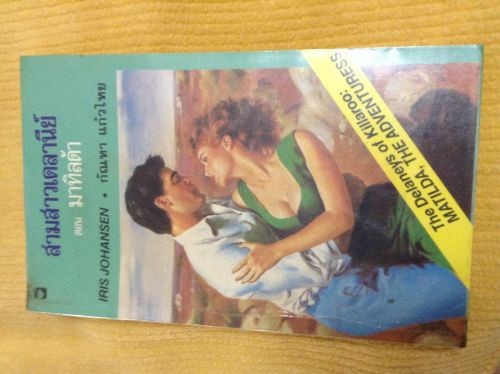 สามสาวเดลานีย์
ตอน มาทิลด้า
IRIS JOHANSEN • กัณหา แก้วไทย
The Delaneys of Killaroo:
MATILDA, THE ADVENTURESS